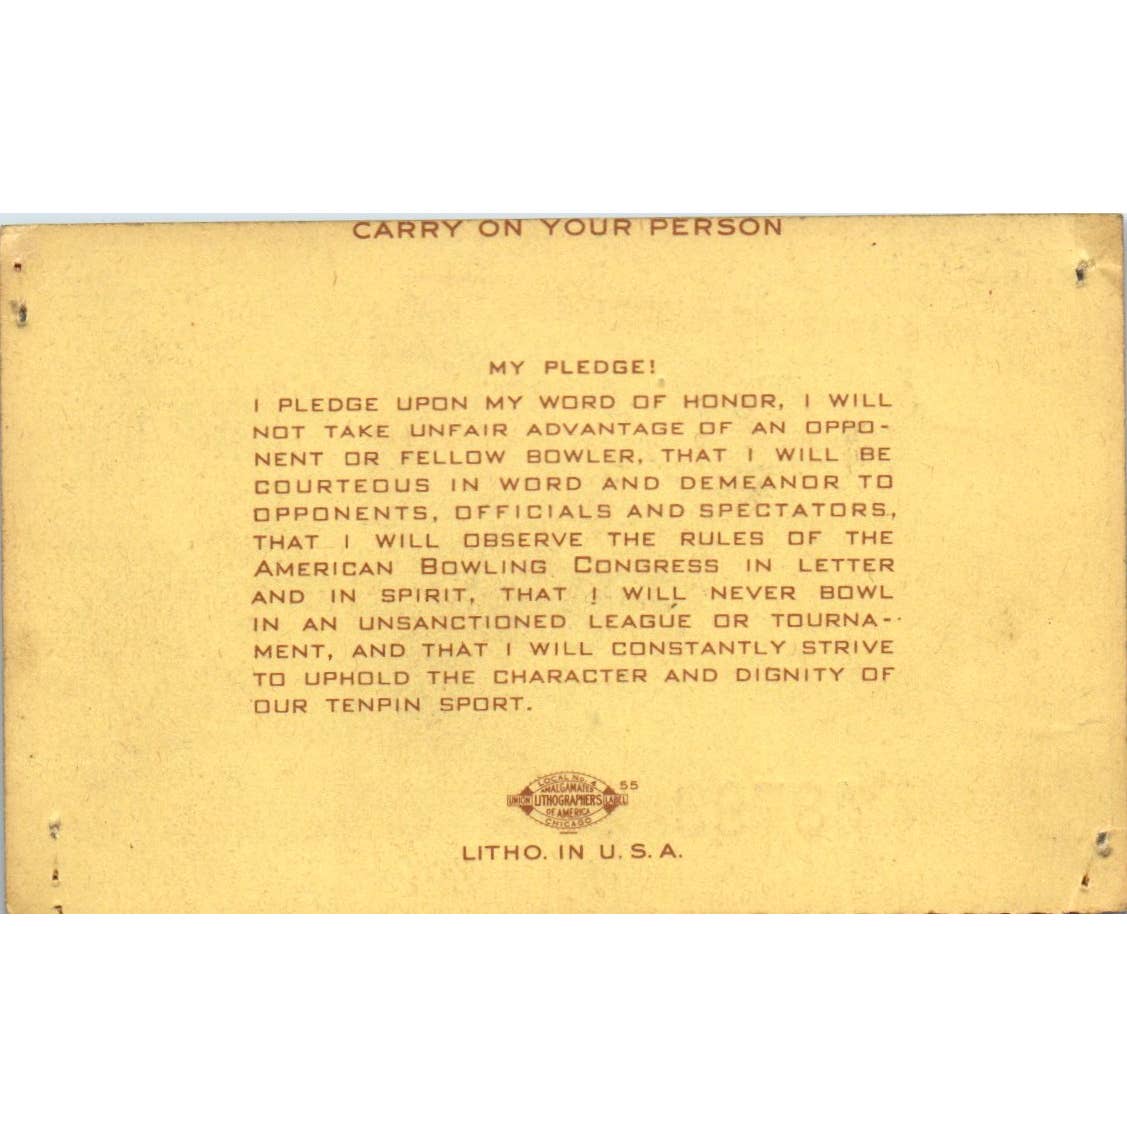 CARRY ON YOUR PERSON
MY PLEDGE!
I PLEDGE UPON MY WORD OF HONOR, I WILL
NOT TAKE UNFAIR ADVANTAGE OF AN OPPO-
NENT OR FELLOW BOWLER, THAT I WILL BE
COURTEOUS IN WORD AND DEMEANOR TO
OPPONENTS, OFFICIALS AND SPECTATORS,
THAT I WILL OBSERVE THE RULES OF THE
AMERICAN BOWLING CONGRESS IN LETTER
AND IN SPIRIT, THAT I WILL NEVER BOWL
IN AN UNSANCTIONED LEAGUE OR TOURNA-
MENT, AND THAT I WILL CONSTANTLY STRIVE
TO UPHOLD THE CHARACTER AND DIGNITY OF
OUR TENPIN SPORT.
LOCAL NO. 4
AMALGAMATED
UNION LITHOGRAPHERS LABEL
OF AMERICA
CHICAGO
55
LITHO. IN U. S. A.